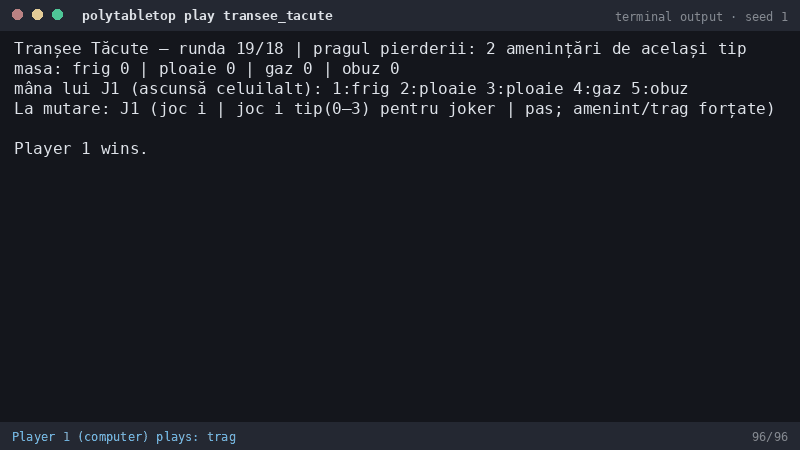 polytabletop play transee_tacute
terminal output · seed 1
Tranșee Tăcute — runda 19/18 | pragul pierderii: 2 amenințări de același tip
masa: frig 0 | ploaie 0 | gaz 0 | obuz 0
mâna lui J1 (ascunsă celuilalt): 1:frig 2:ploaie 3:ploaie 4:gaz 5:obuz
La mutare: J1 (joc i | joc i tip(0—3) pentru joker | pas; amenint/trag forțate)
Player 1 wins.
Player 1 (computer) plays: trag
96/96